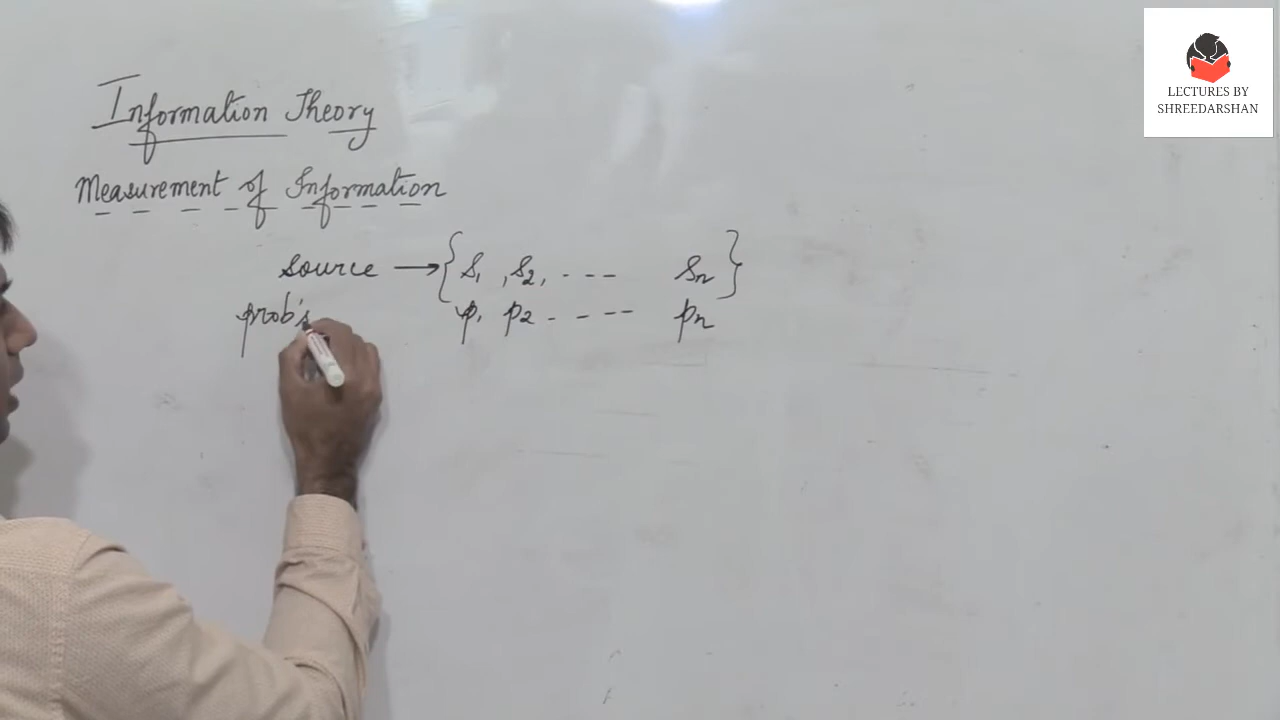 Information Theory
Measurement of Information
source → { s1 , s2, - - - sn }
prob's p1 p2 - - - - pn
LECTURES BY
SHREEDARSHAN